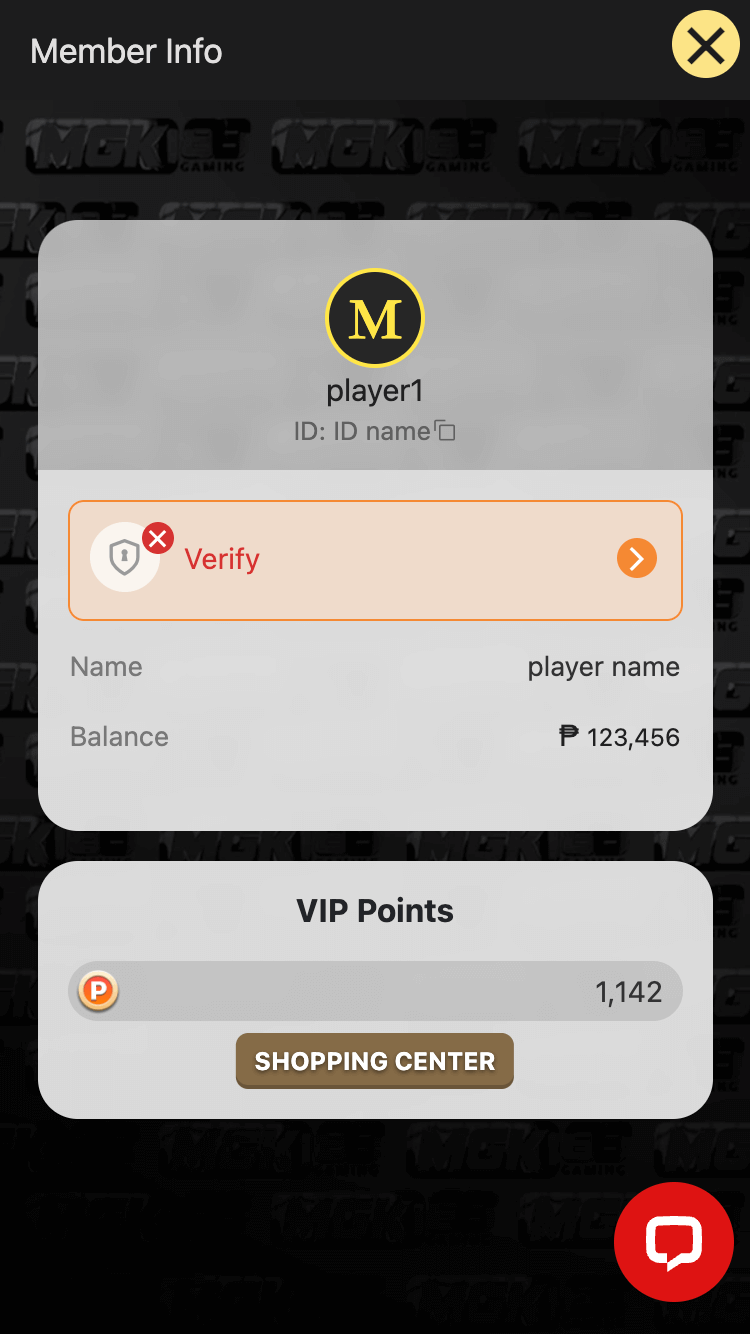 Member Info
M
player1
ID: ID name
Verify
Name
player name
Balance
₱ 123,456
VIP Points
P
1,142
SHOPPING CENTER